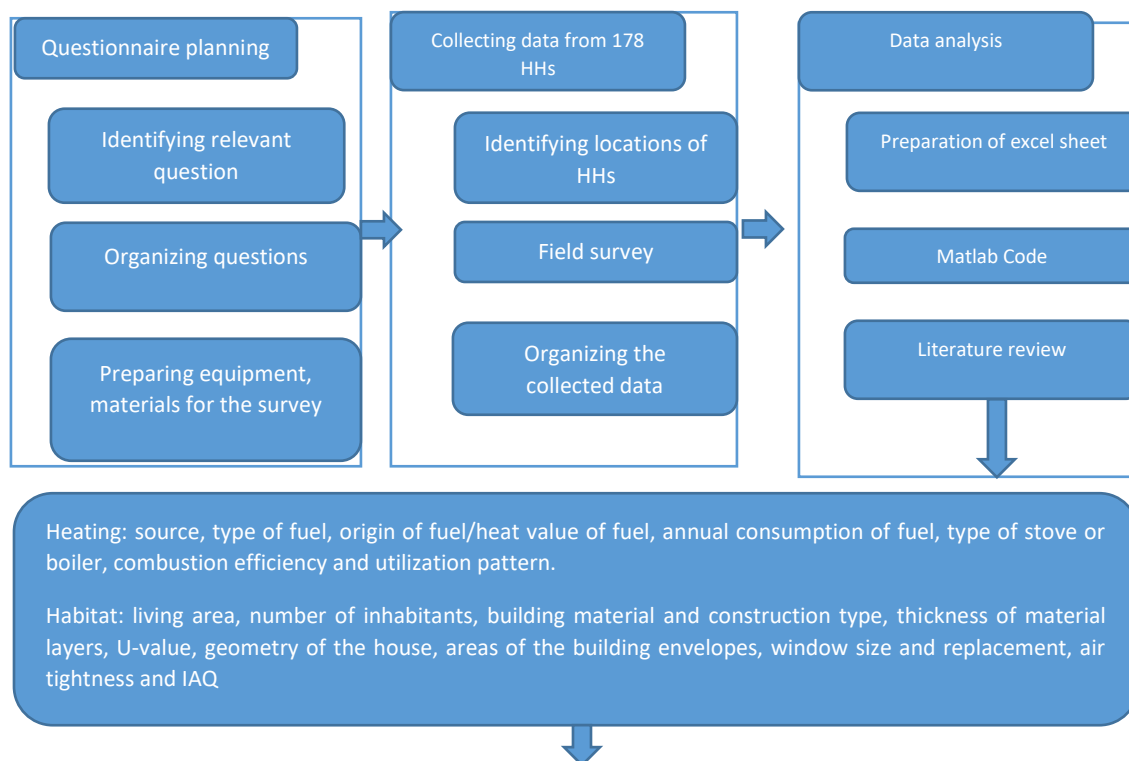 Questionnaire planning
Identifying relevant
question
Organizing questions
Preparing equipment,
materials for the survey
Collecting data from 178
HHs
Identifying locations of
HHs
Field survey
Organizing the
collected data
Data analysis
Preparation of excel sheet
Matlab Code
Literature review
Heating: source, type of fuel, origin of fuel/heat value of fuel, annual consumption of fuel, type of stove or
boiler, combustion efficiency and utilization pattern.
Habitat: living area, number of inhabitants, building material and construction type, thickness of material
layers, U-value, geometry of the house, areas of the building envelopes, window size and replacement, air
tightness and IAQ